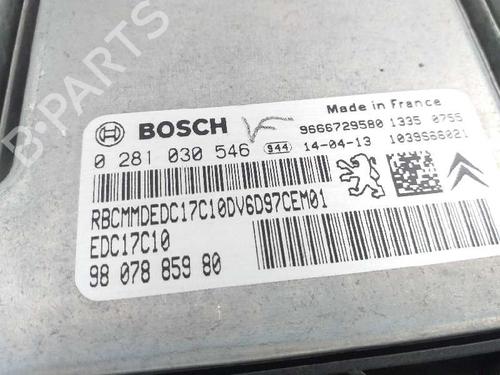 Made in France
BOSCH
9666729580 1335 0755
0 281 030 546 944 14-04-13 1039S66021
RBCMMDEDC17C10DV6D97CEM01
EDC17C10
98 078 859 80
B-PARTS